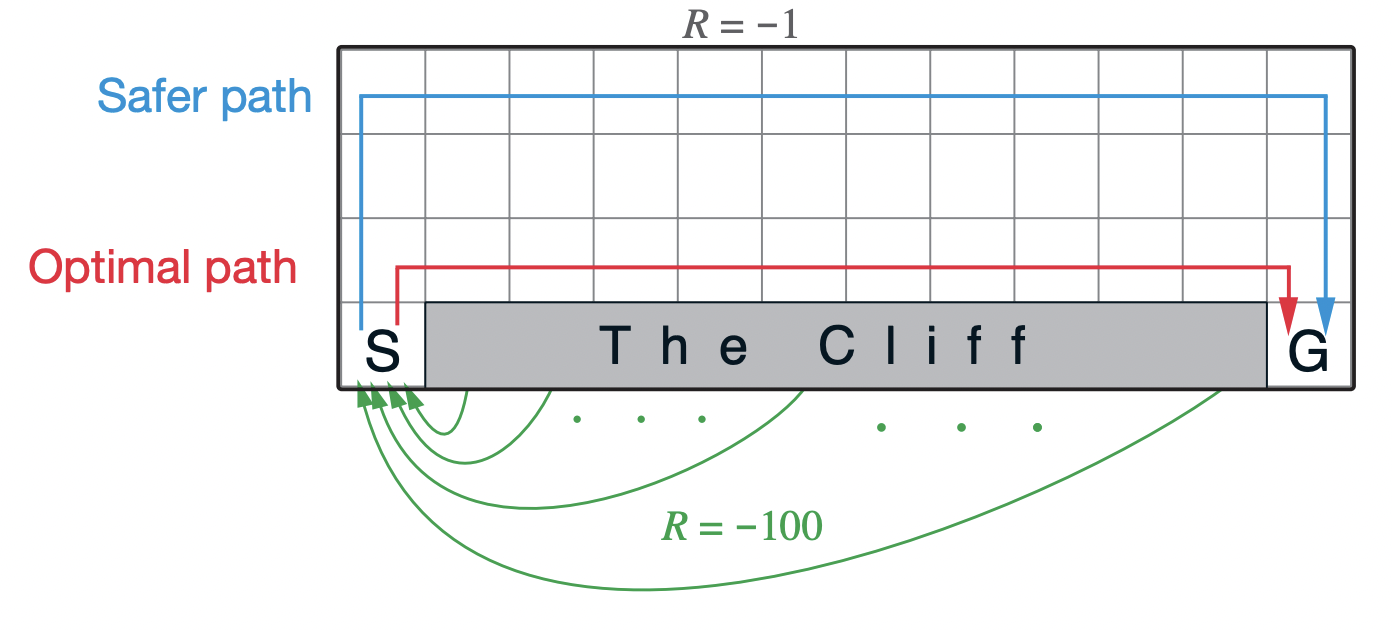 R = −1
Safer path
Optimal path
S
T h e C l i f f
G
R = −100